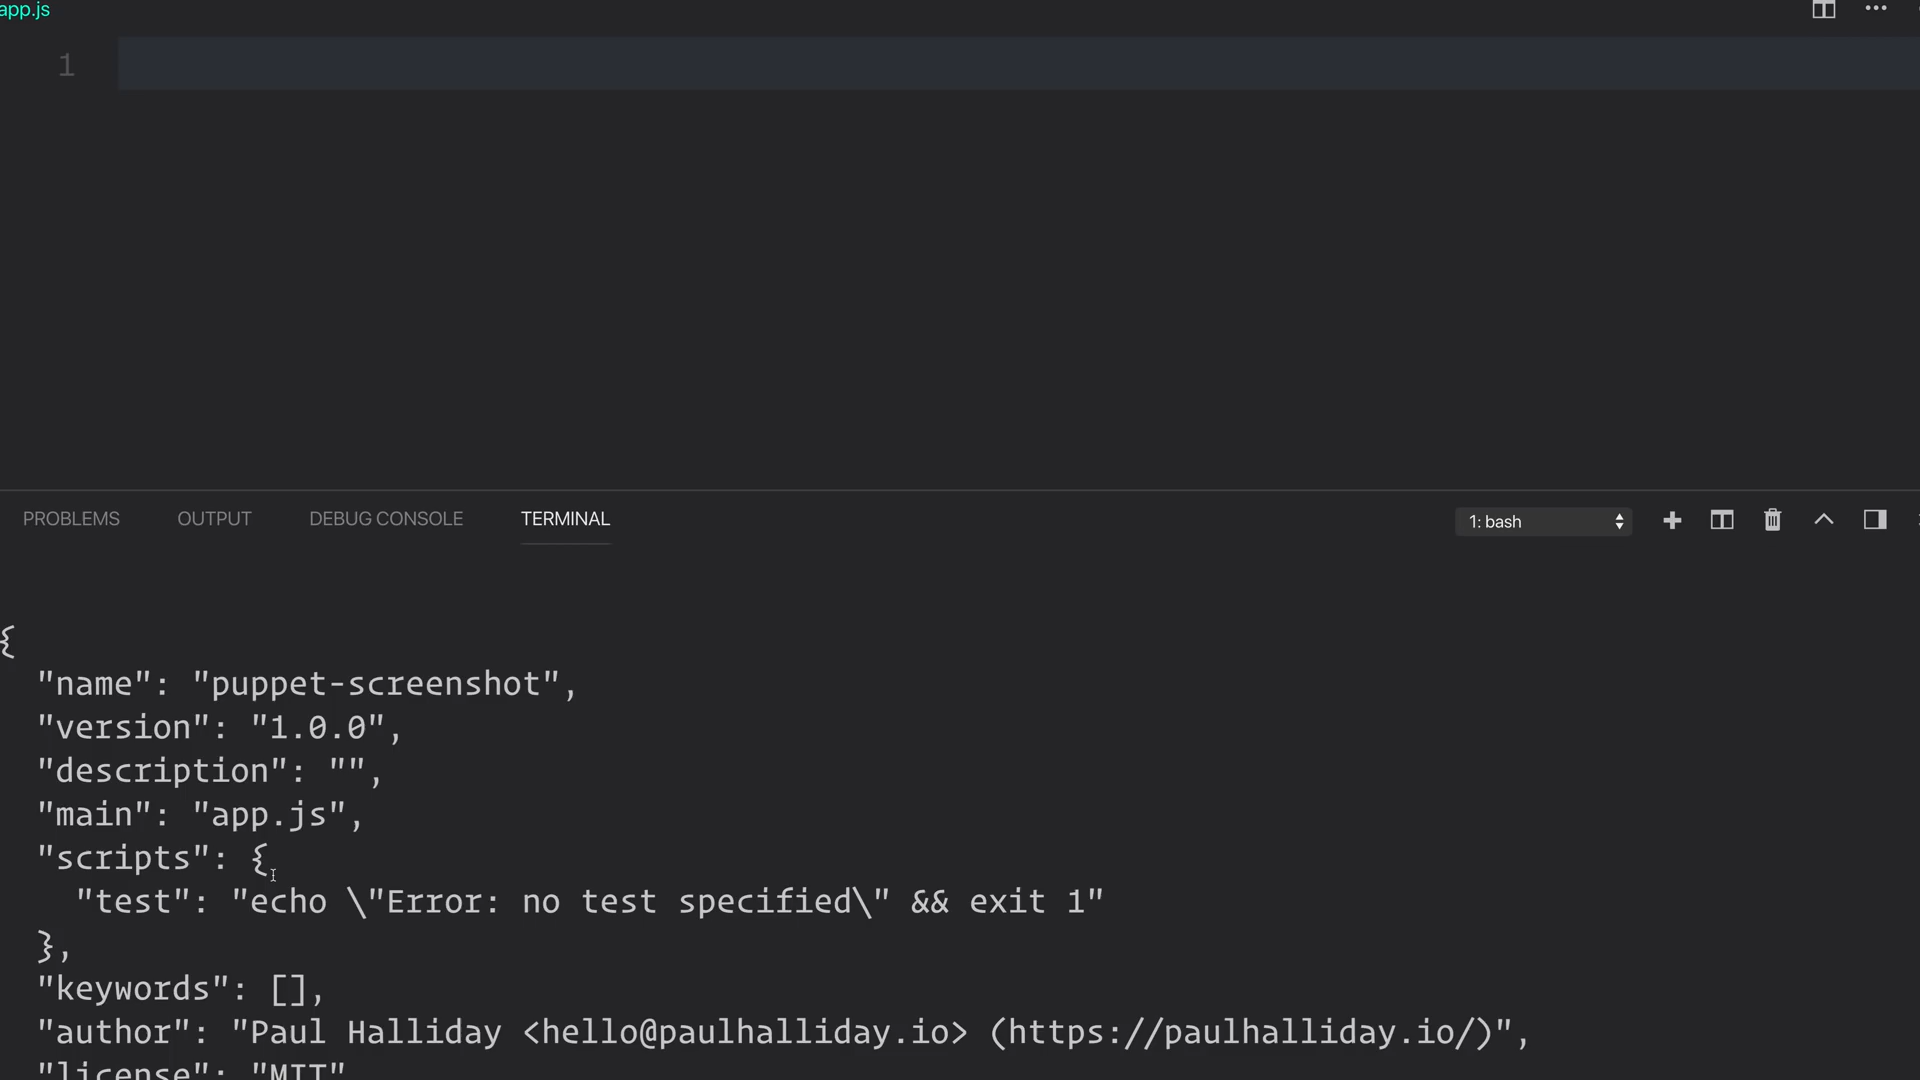 app.js
1
PROBLEMS OUTPUT DEBUG CONSOLE TERMINAL 1: bash
{
"name": "puppet-screenshot",
"version": "1.0.0",
"description": "",
"main": "app.js",
"scripts": {
"test": "echo \"Error: no test specified\" && exit 1"
},
"keywords": [],
"author": "Paul Halliday <hello@paulhalliday.io> (https://paulhalliday.io/)",
"license": "MIT"